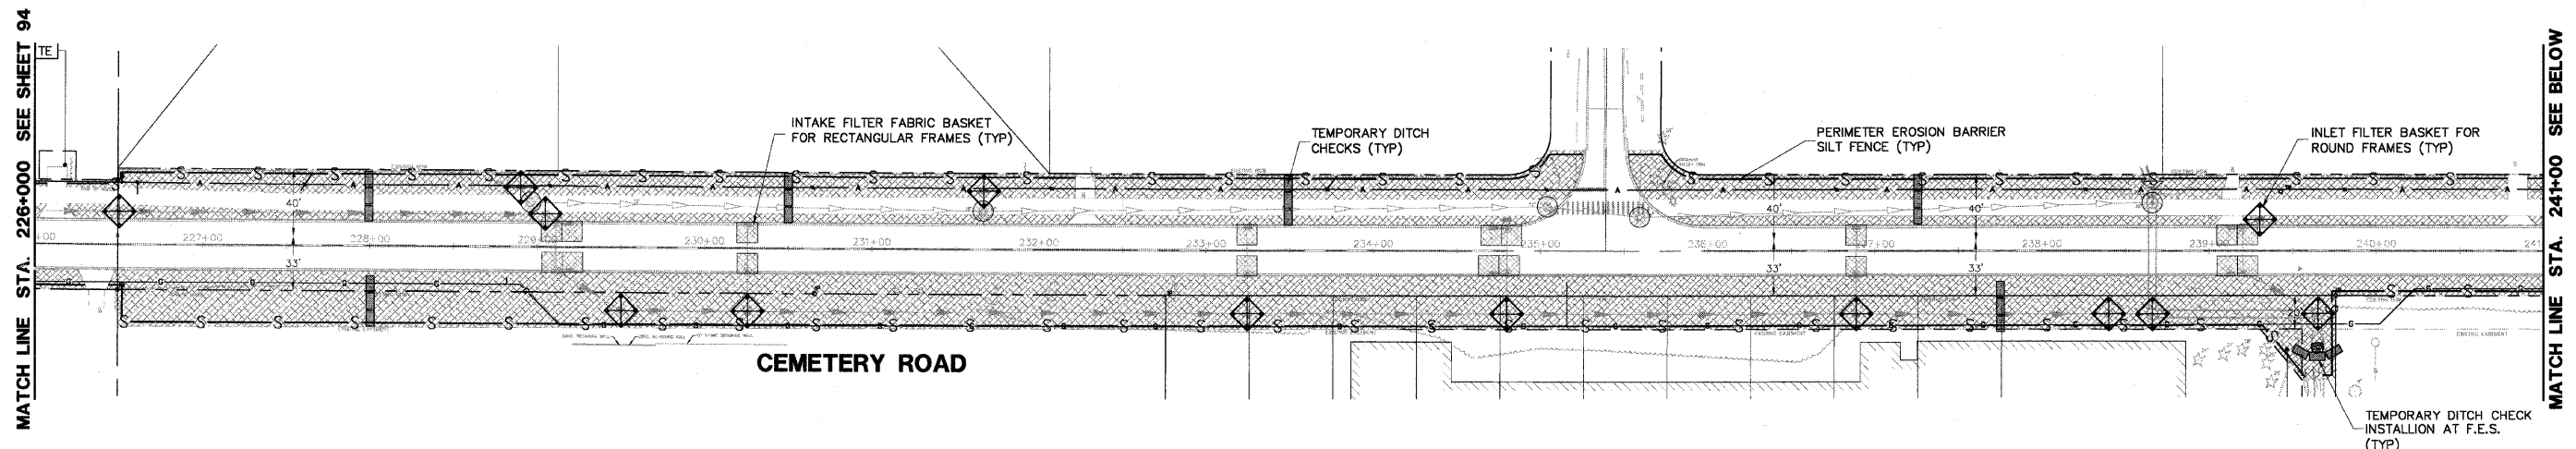 MATCH LINE STA. 226+000 SEE SHEET 94
TE
INTAKE FILTER FABRIC BASKET
FOR RECTANGULAR FRAMES (TYP)
TEMPORARY DITCH
CHECKS (TYP)
PERIMETER EROSION BARRIER
SILT FENCE (TYP)
INLET FILTER BASKET FOR
ROUND FRAMES (TYP)
40'
40'
40'
+00
227+00
228+00
229+00
230+00
231+00
232+00
233+00
234+00
235+00
236+00
237+00
238+00
239+00
240+00
241
33'
33'
33'
CEMETERY ROAD
TEMPORARY DITCH CHECK
INSTALLION AT F.E.S.
(TYP)
MATCH LINE STA. 241+00 SEE BELOW